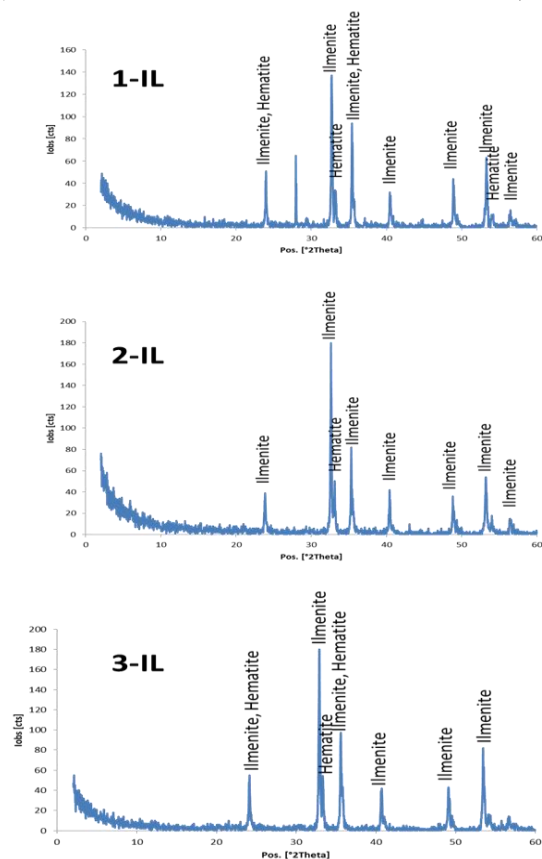 1-IL
Iobs [cts]
160
140
120
100
80
60
40
20
0
Ilmenite, Hematite
Ilmenite
Hematite
Ilmenite, Hematite
Ilmenite
Ilmenite
Ilmenite
Hematite
Ilmenite
0 10 20 30 40 50 60
Pos. [°2Theta]
2-IL
Iobs [cts]
200
180
160
140
120
100
80
60
40
20
0
Ilmenite
Ilmenite
Hematite
Ilmenite
Ilmenite
Ilmenite
Ilmenite
Ilmenite
0 10 20 30 40 50 60
Pos. [°2Theta]
3-IL
Iobs [cts]
200
180
160
140
120
100
80
60
40
20
0
Ilmenite, Hematite
Ilmenite
Hematite
Ilmenite, Hematite
Ilmenite
Ilmenite
Ilmenite
0 10 20 30 40 50 60
Pos. [°2Theta]